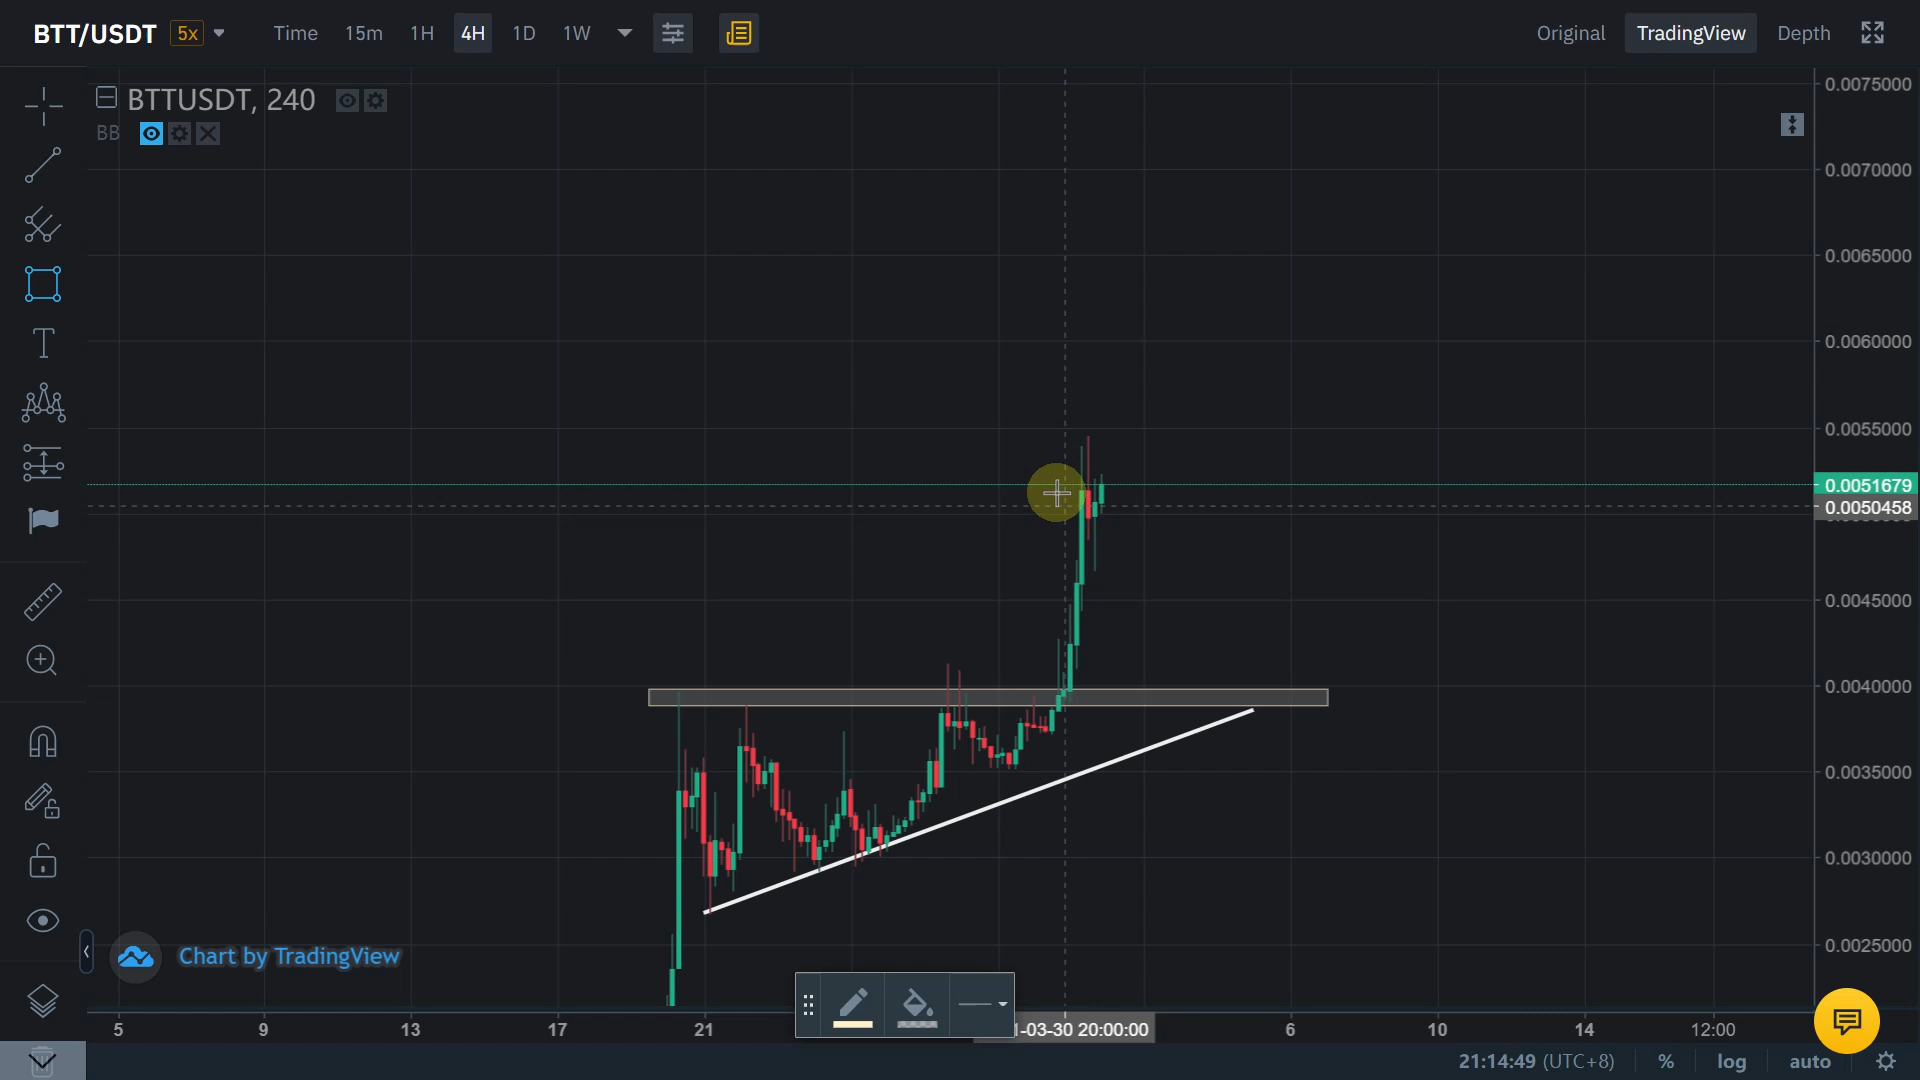 BTT/USDT 5x Time 15m 1H 4H 1D 1W Original TradingView Depth
BTTUSDT, 240
BB
0.0075000
0.0070000
0.0065000
0.0060000
0.0055000
0.0051679
0.0050458
0.0045000
0.0040000
0.0035000
0.0030000
0.0025000
Chart by TradingView
5 9 13 17 21 1-03-30 20:00:00 6 10 14 12:00
21:14:49 (UTC+8) % log auto